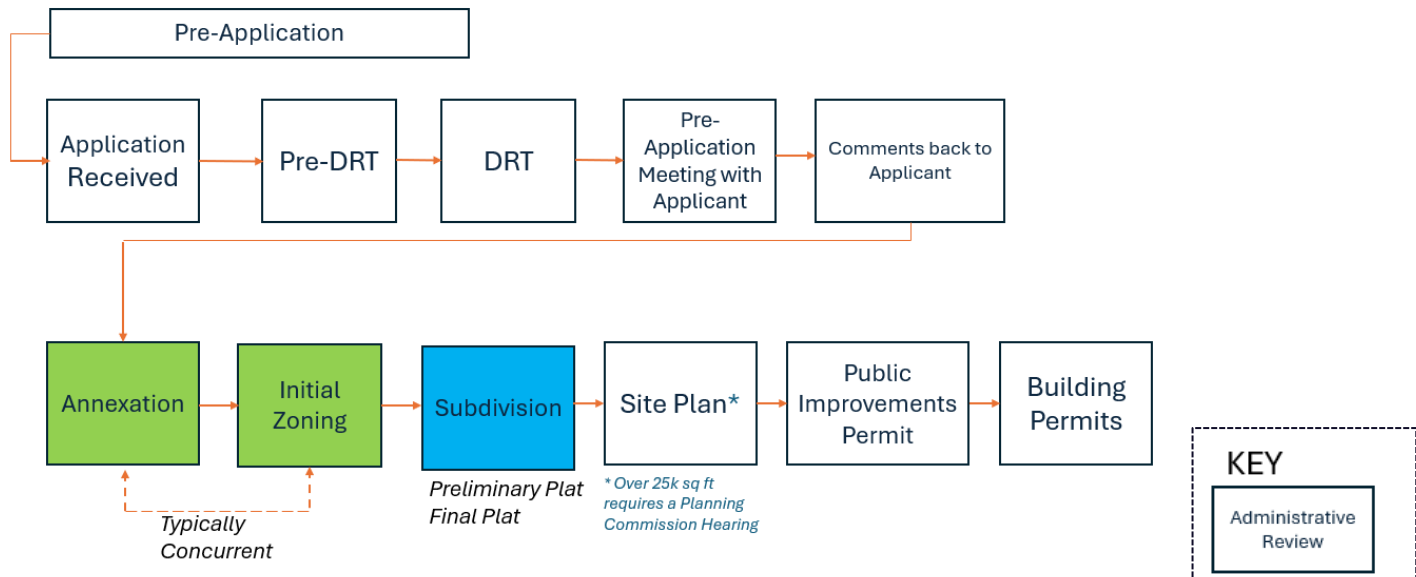 Pre-Application
Application
Received
Pre-DRT
DRT
Pre-
Application
Meeting with
Applicant
Comments back to
Applicant
Annexation
Initial
Zoning
Subdivision
Site Plan*
Public
Improvements
Permit
Building
Permits
Typically
Concurrent
Preliminary Plat
Final Plat
* Over 25k sq ft
requires a Planning
Commission Hearing
KEY
Administrative
Review